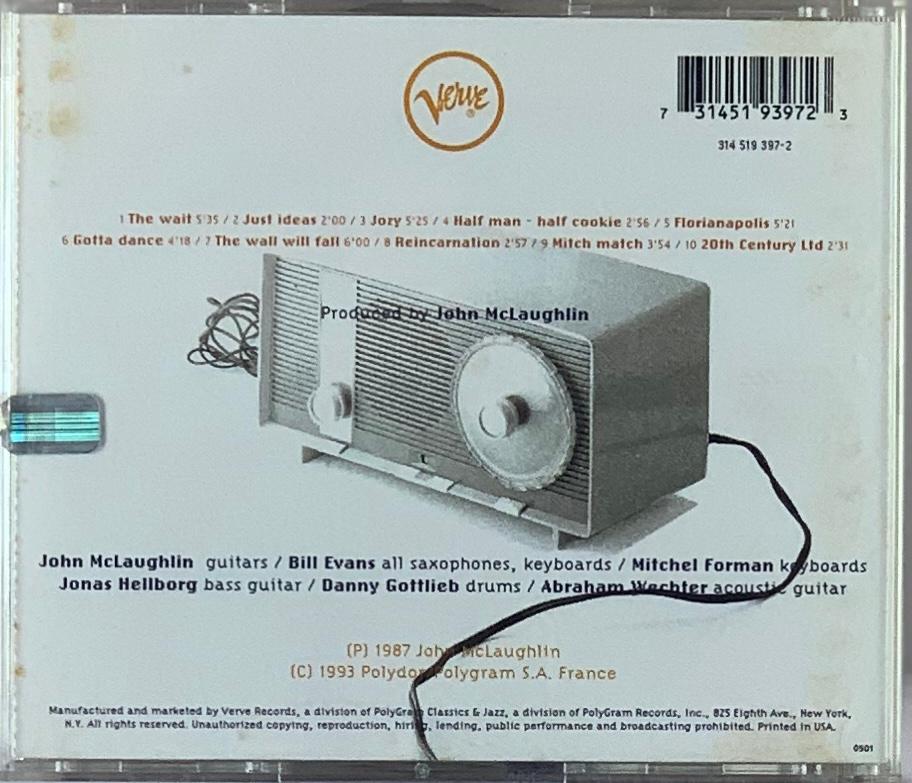 Verve®
7 31451 93972 3
314 519 397-2
1 The wait 5'35 / 2 Just ideas 2'00 / 3 Jozy 5'25 / 4 Half man - half cookie 2'56 / 5 Florianapolis 5'21
6 Gotta dance 4'18 / 7 The wall will fall 6'00 / 8 Reincarnation 2'57 / 9 Mitch match 3'54 / 10 20th Century Ltd 2'31
Produced by John McLaughlin
John McLaughlin guitars / Bill Evans all saxophones, keyboards / Mitchel Forman keyboards
Jonas Hellborg bass guitar / Danny Gottlieb drums / Abraham Wechter acoustic guitar
(P) 1987 John McLaughlin
(C) 1993 Polydor Polygram S.A. France
Manufactured and marketed by Verve Records, a division of PolyGram Classics & Jazz, a division of PolyGram Records, Inc., 825 Eighth Ave., New York,
N.Y. All rights reserved. Unauthorized copying, reproduction, hiring, lending, public performance and broadcasting prohibited. Printed in USA.
0501